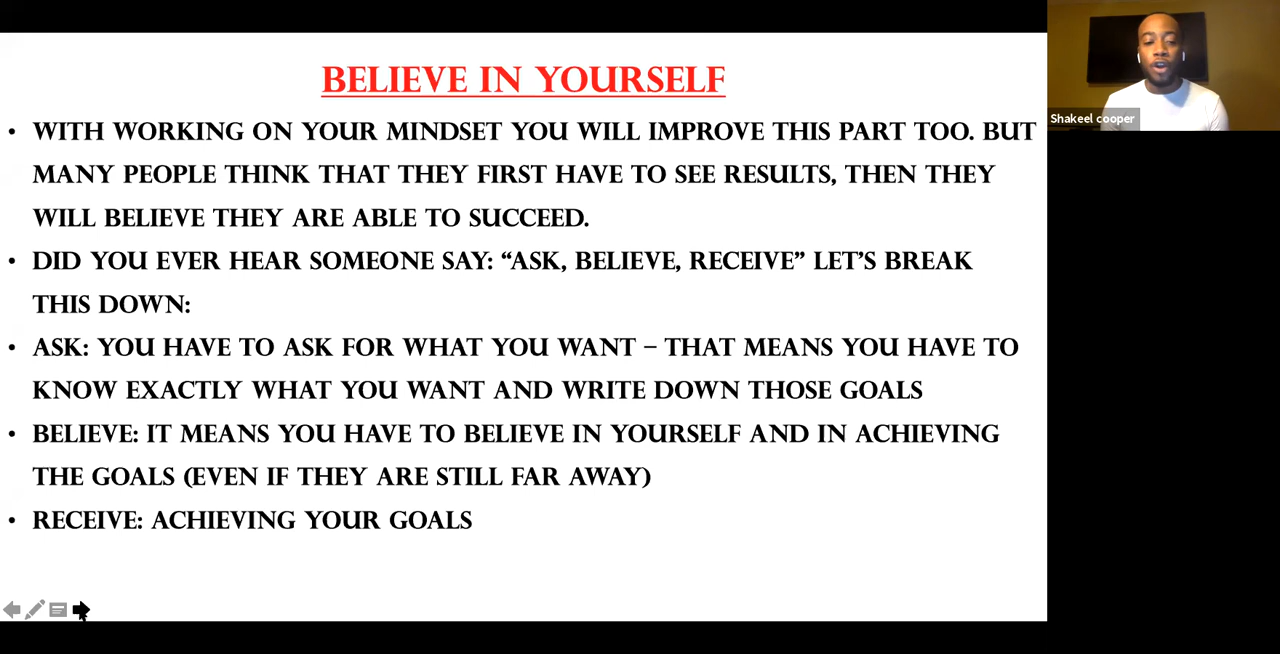 BELIEVE IN YOURSELF
• WITH WORKING ON YOUR MINDSET YOU WILL IMPROVE THIS PART TOO. BUT
MANY PEOPLE THINK THAT THEY FIRST HAVE TO SEE RESULTS, THEN THEY
WILL BELIEVE THEY ARE ABLE TO SUCCEED.
• DID YOU EVER HEAR SOMEONE SAY: “ASK, BELIEVE, RECEIVE” LET’S BREAK
THIS DOWN:
• ASK: YOU HAVE TO ASK FOR WHAT YOU WANT – THAT MEANS YOU HAVE TO
KNOW EXACTLY WHAT YOU WANT AND WRITE DOWN THOSE GOALS
• BELIEVE: IT MEANS YOU HAVE TO BELIEVE IN YOURSELF AND IN ACHIEVING
THE GOALS (EVEN IF THEY ARE STILL FAR AWAY)
• RECEIVE: ACHIEVING YOUR GOALS
Shakeel cooper